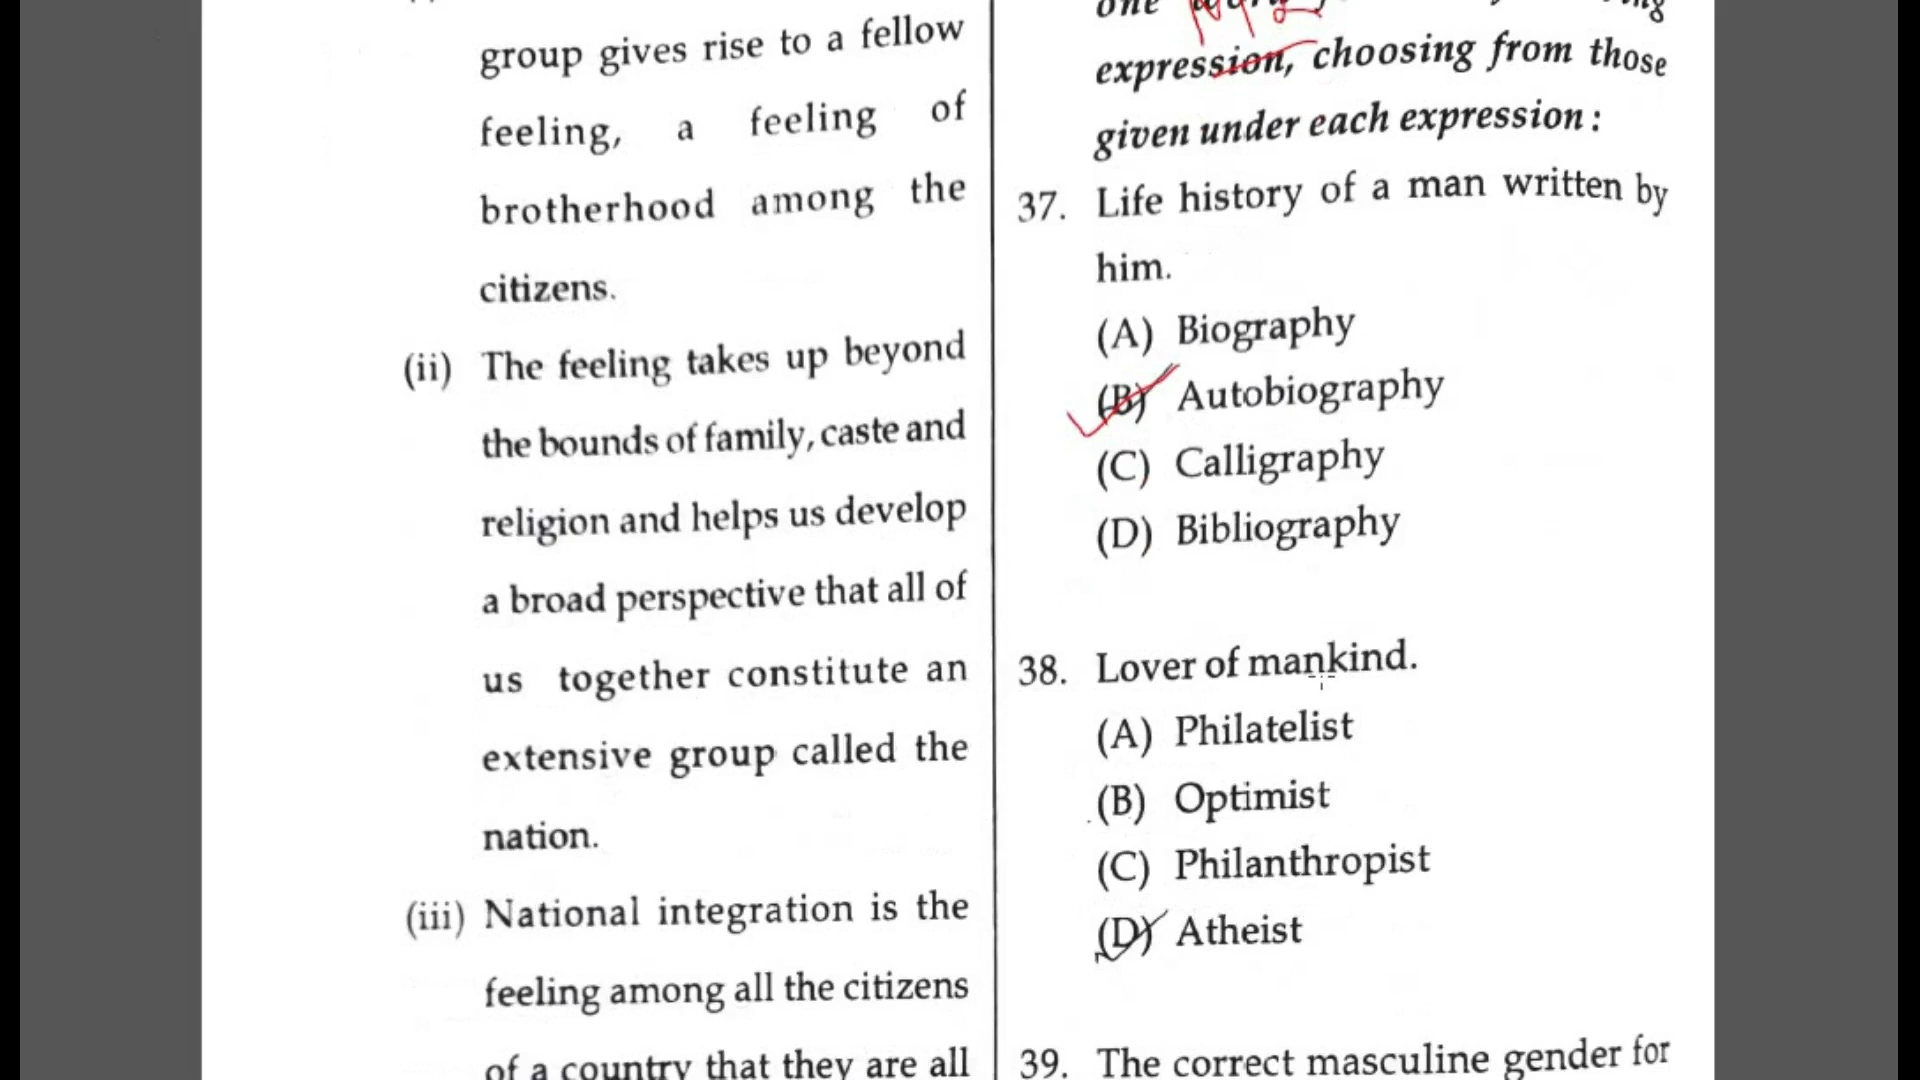 group gives rise to a fellow
feeling, a feeling of
brotherhood among the
citizens.
(ii) The feeling takes up beyond
the bounds of family, caste and
religion and helps us develop
a broad perspective that all of
us together constitute an
extensive group called the
nation.
(iii) National integration is the
feeling among all the citizens
of a country that they are all
one
expression, choosing from those
given under each expression :
37. Life history of a man written by
him.
(A) Biography
(B) Autobiography
(C) Calligraphy
(D) Bibliography
38. Lover of mankind.
(A) Philatelist
(B) Optimist
(C) Philanthropist
(D) Atheist
39. The correct masculine gender for